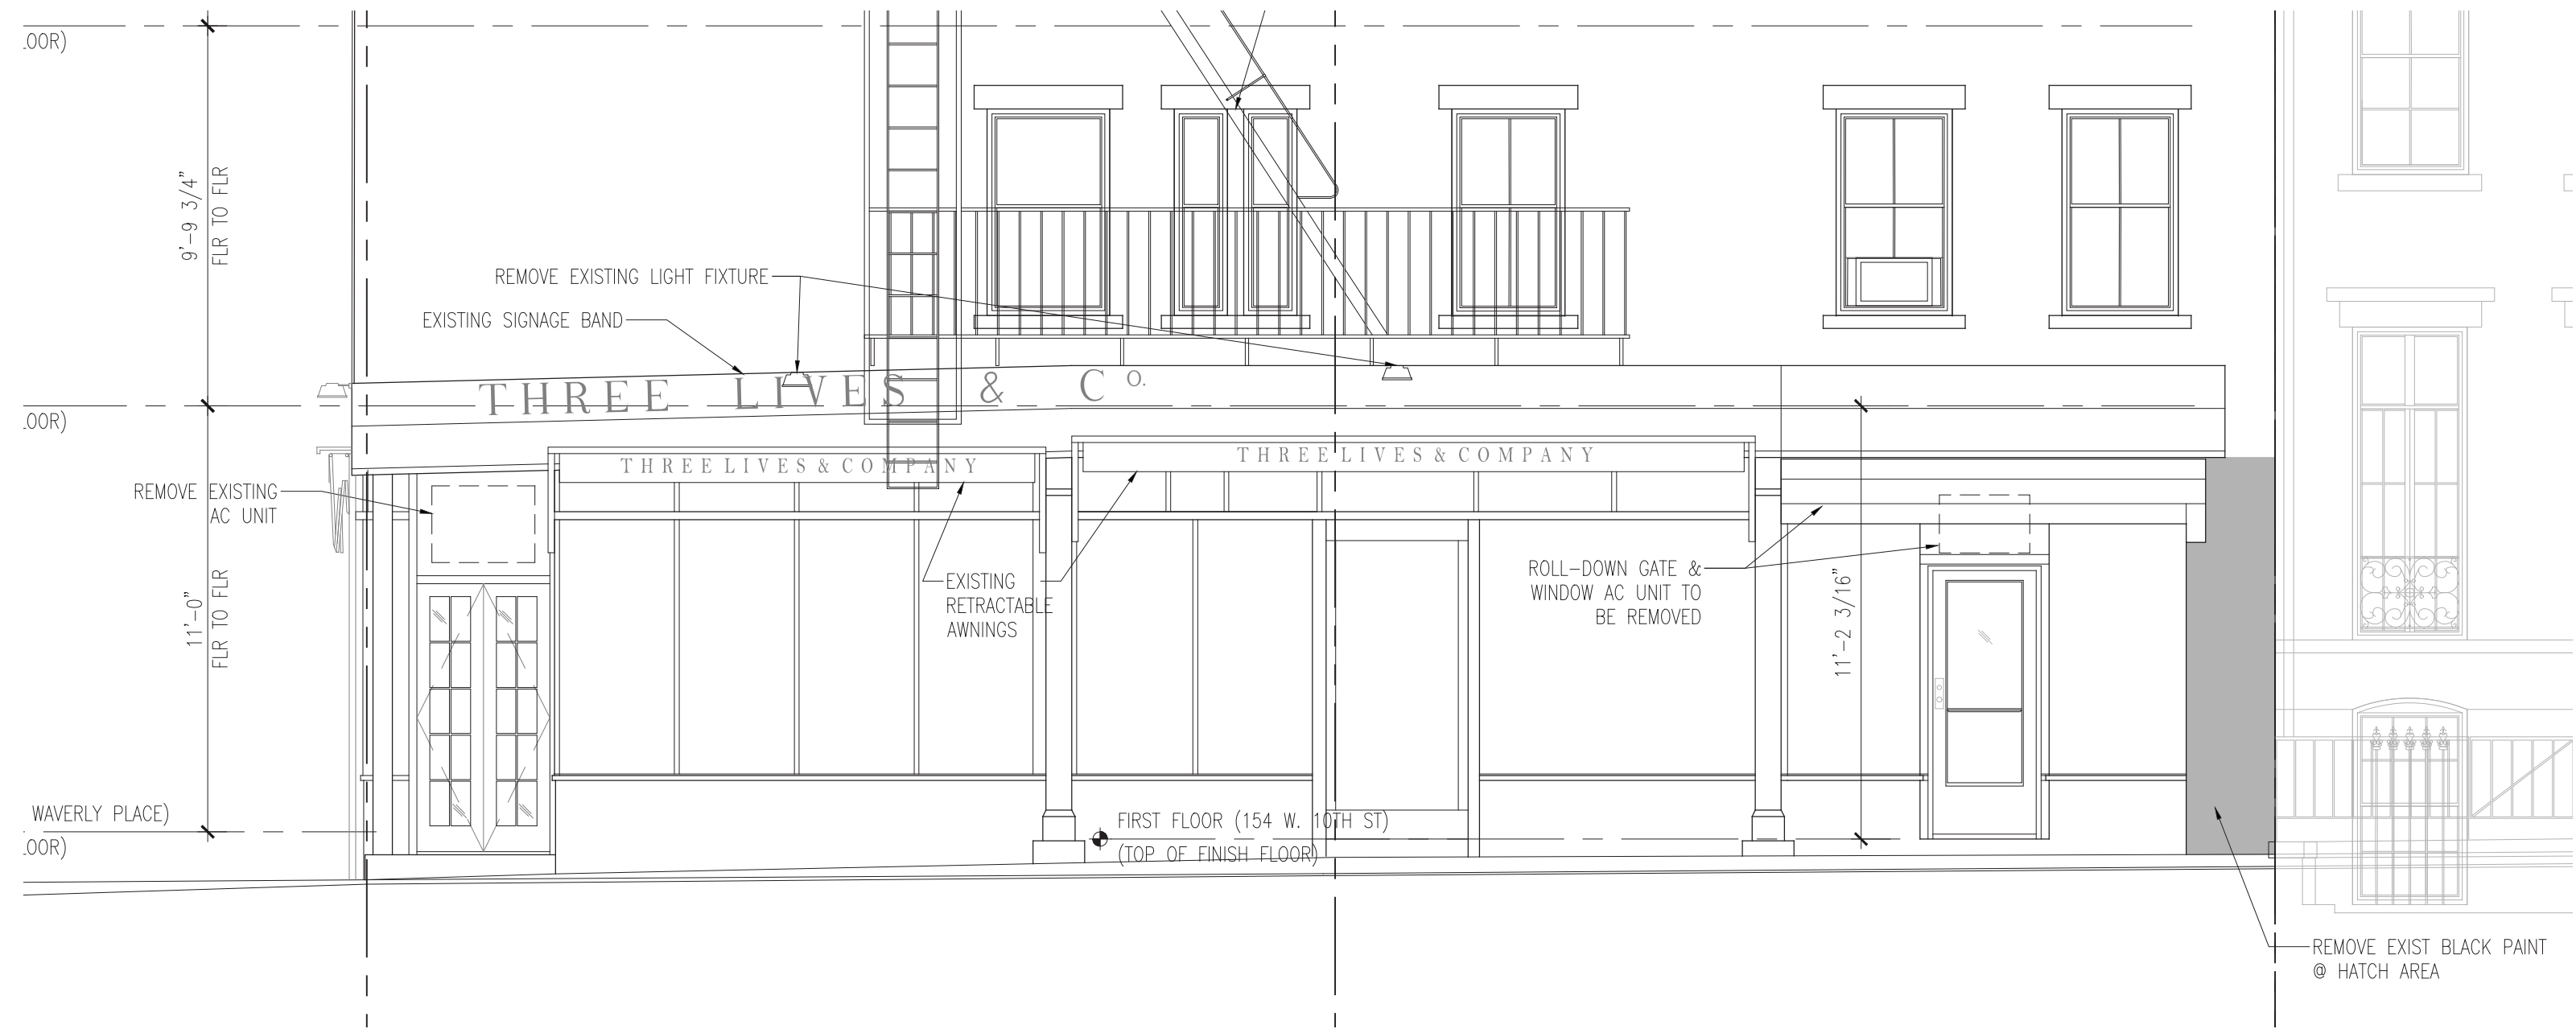 .OOR)
9'-9 3/4"
FLR TO FLR
REMOVE EXISTING LIGHT FIXTURE
EXISTING SIGNAGE BAND
THREE LIVES & CO.
.OOR)
THREE LIVES & COMPANY
THREE LIVES & COMPANY
REMOVE EXISTING
AC UNIT
11'-0"
FLR TO FLR
EXISTING
RETRACTABLE
AWNINGS
ROLL-DOWN GATE &
WINDOW AC UNIT TO
BE REMOVED
11'-2 3/16"
WAVERLY PLACE)
.OOR)
FIRST FLOOR (154 W. 10TH ST)
(TOP OF FINISH FLOOR)
REMOVE EXIST BLACK PAINT
@ HATCH AREA